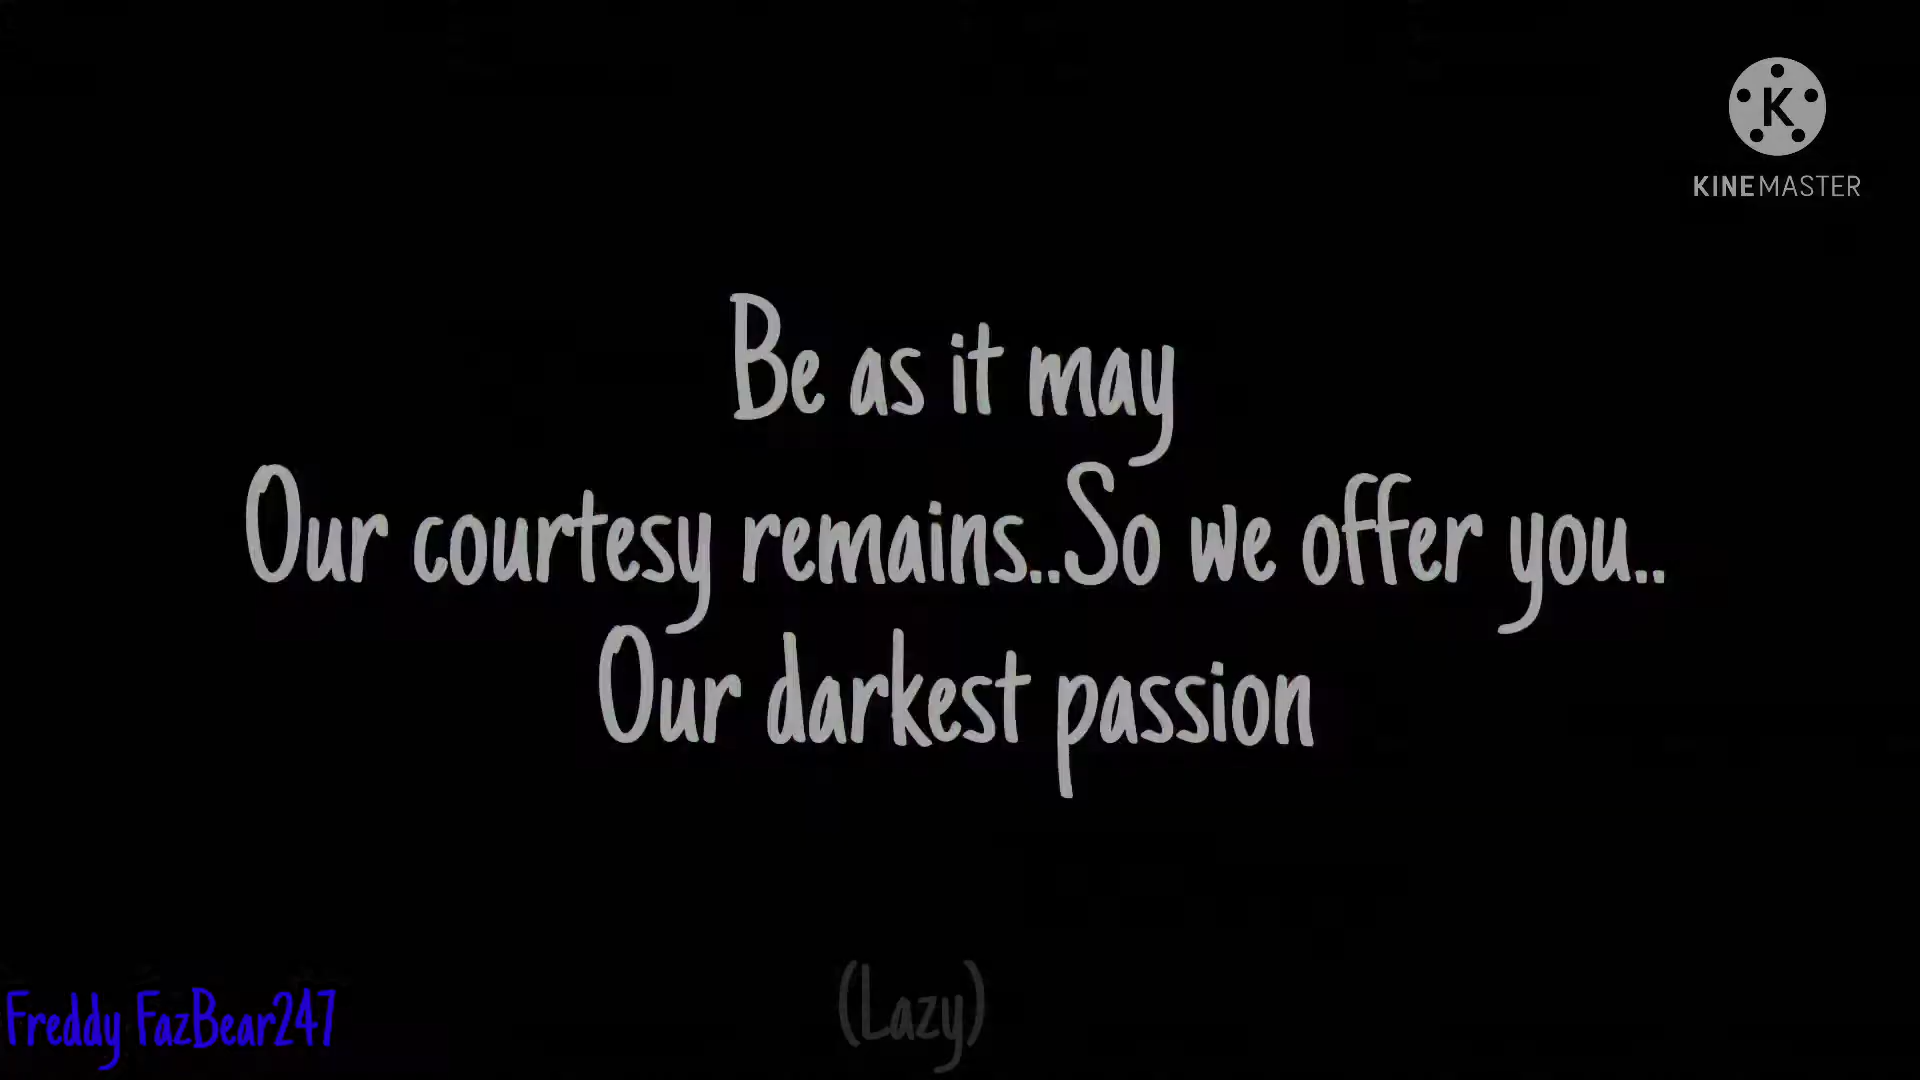 K
KINEMASTER
Be as it may
Our courtesy remains..So we offer you..
Our darkest passion
(Lazy)
Freddy FazBear247